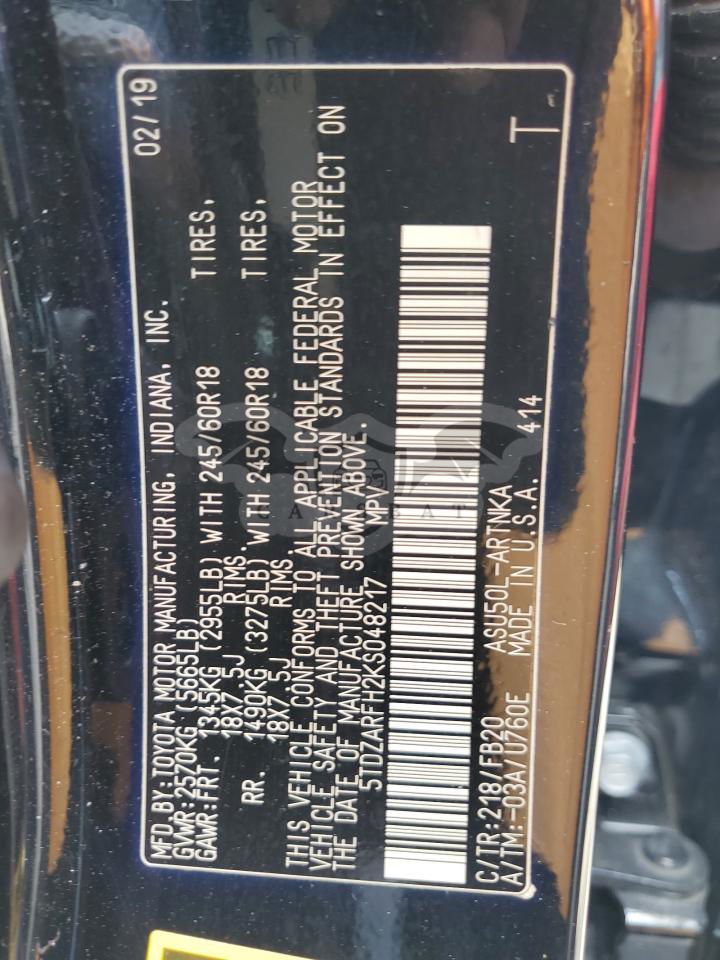 MFD.BY:TOYOTA MOTOR MANUFACTURING, INDIANA, INC. 02/19
GVWR:2570KG (5665LB)
GAWR:FRT. 1345KG (2955LB) WITH 245/60R18 TIRES,
18X7.5J RIMS.
RR. 1490KG (3275LB)WITH 245/60R18 TIRES,
18X7.5J RIMS.
THIS VEHICLE CONFORMS TO ALL APPLICABLE FEDERAL MOTOR
VEHICLE SAFETY AND THEFT PREVENTION STANDARDS IN EFFECT ON
THE DATE OF MANUFACTURE SHOWN ABOVE.
5TDZARFH2KS048217 MPV
C/TR:218/FB20 ASU50L-ARTNKA
A/TM:-03A/U760E MADE IN U.S.A. 414
T